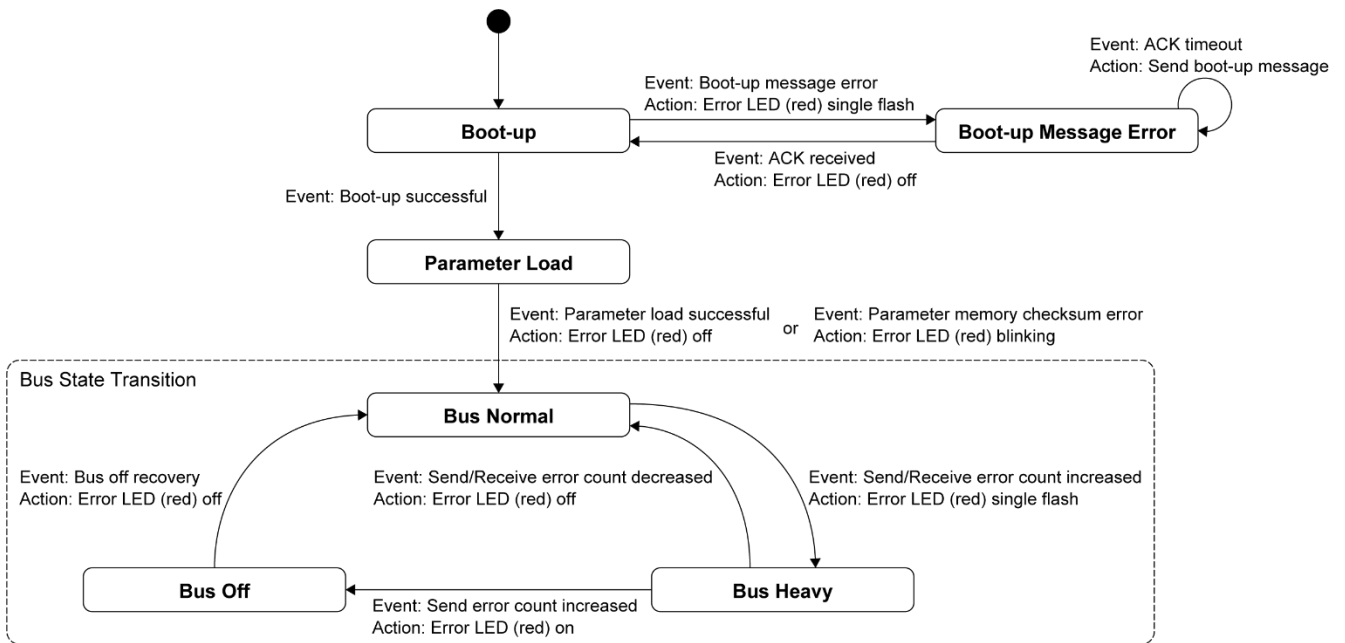 Event: ACK timeout
Action: Send boot-up message
Event: Boot-up message error
Action: Error LED (red) single flash
Boot-up
Boot-up Message Error
Event: ACK received
Action: Error LED (red) off
Event: Boot-up successful
Parameter Load
Event: Parameter load successful
Action: Error LED (red) off
or
Event: Parameter memory checksum error
Action: Error LED (red) blinking
Bus State Transition
Bus Normal
Event: Bus off recovery
Action: Error LED (red) off
Event: Send/Receive error count decreased
Action: Error LED (red) off
Event: Send/Receive error count increased
Action: Error LED (red) single flash
Bus Off
Bus Heavy
Event: Send error count increased
Action: Error LED (red) on